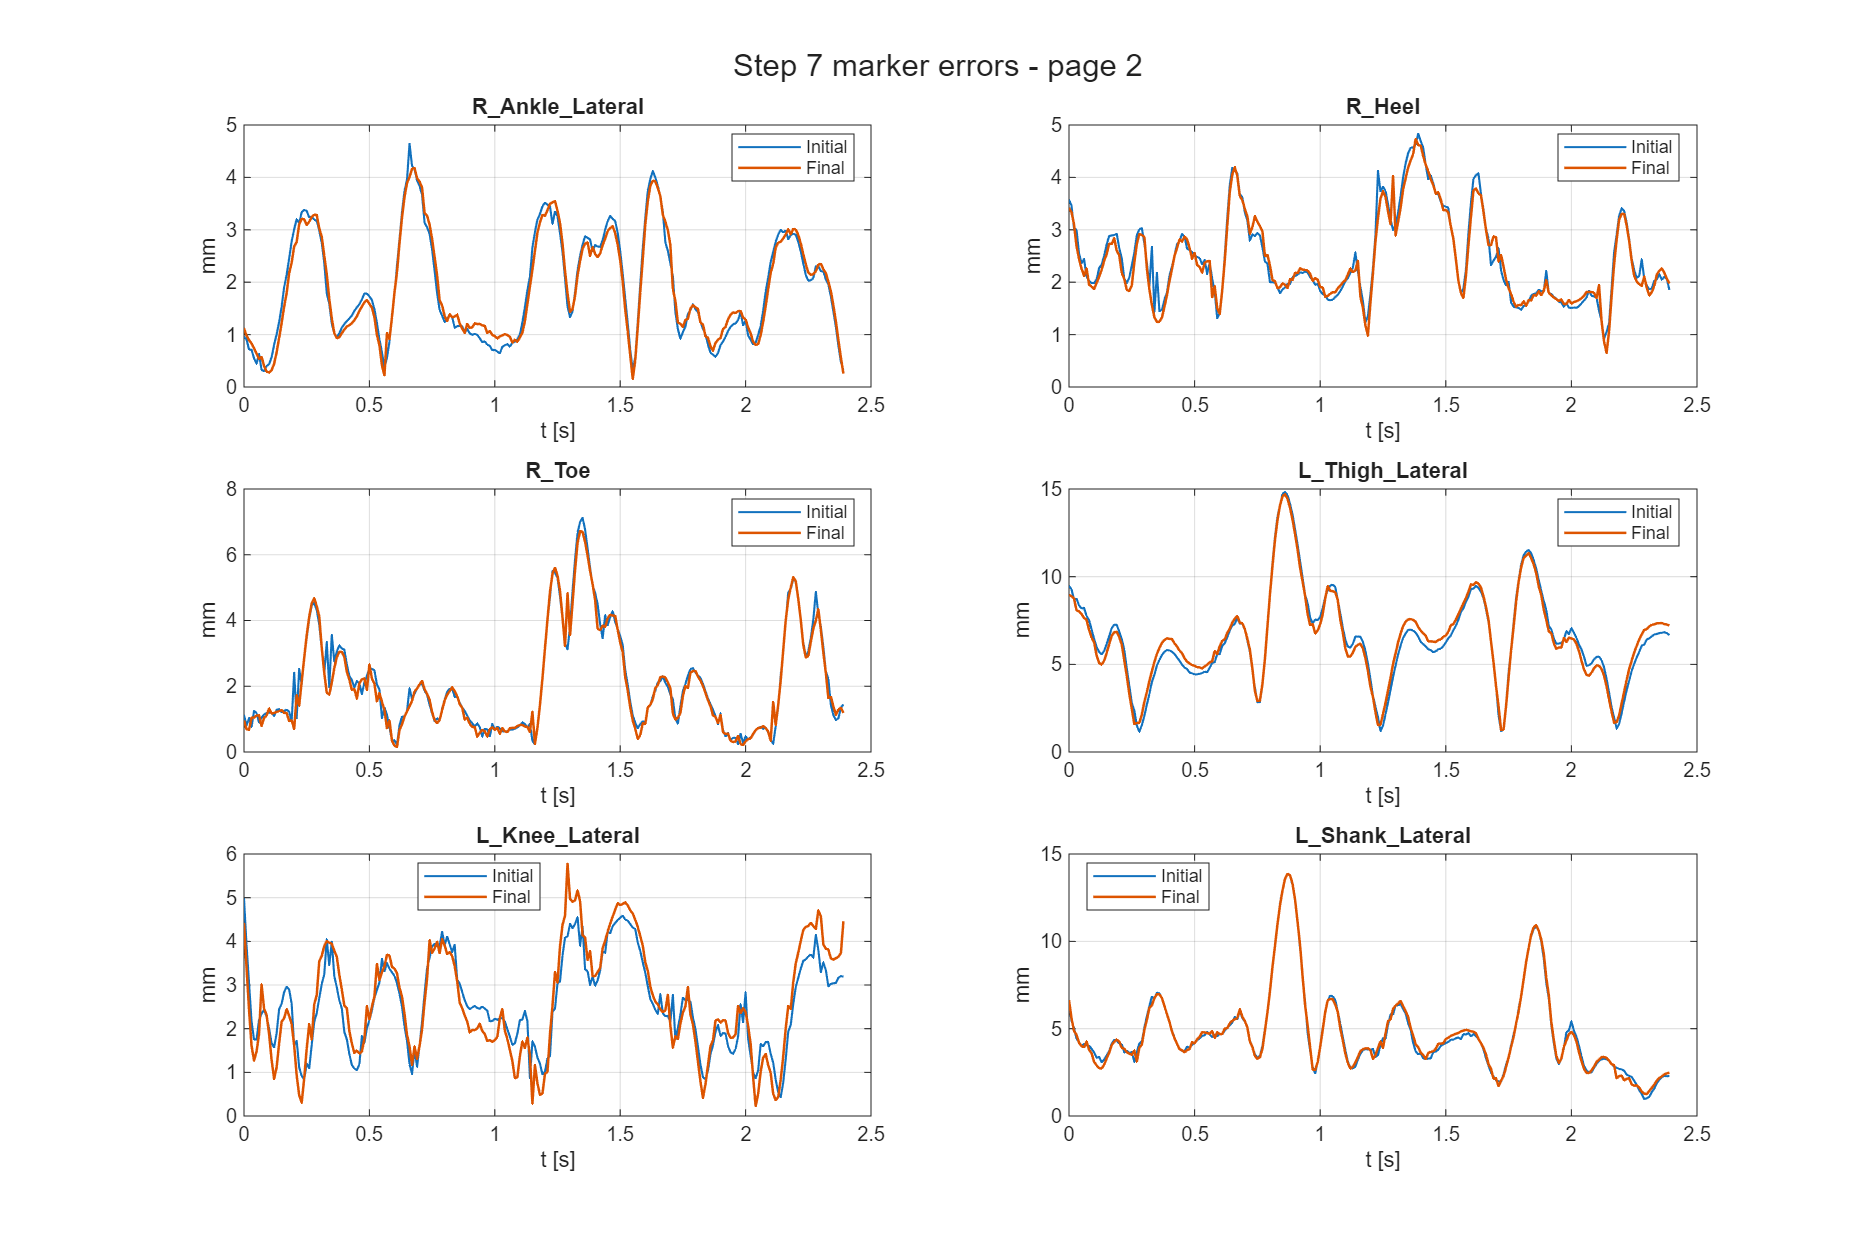 Step 7 marker errors - page 2
R_Ankle_Lateral
5
4
3
2
1
0
mm
0 0.5 1 1.5 2 2.5
t [s]
Initial
Final
R_Heel
5
4
3
2
1
0
mm
0 0.5 1 1.5 2 2.5
t [s]
Initial
Final
R_Toe
8
6
4
2
0
mm
0 0.5 1 1.5 2 2.5
t [s]
Initial
Final
L_Thigh_Lateral
15
10
5
0
mm
0 0.5 1 1.5 2 2.5
t [s]
Initial
Final
L_Knee_Lateral
6
5
4
3
2
1
0
mm
0 0.5 1 1.5 2 2.5
t [s]
Initial
Final
L_Shank_Lateral
15
10
5
0
mm
0 0.5 1 1.5 2 2.5
t [s]
Initial
Final